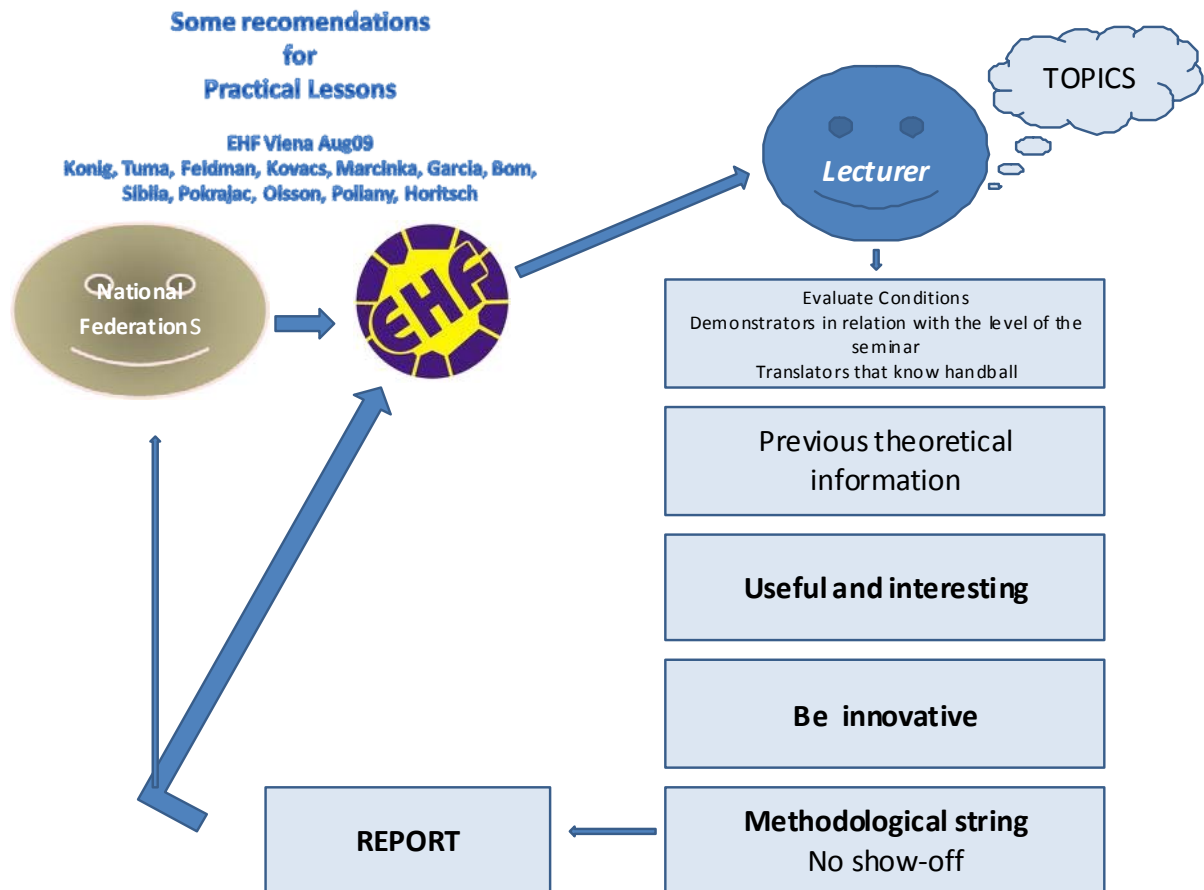 Some recomendations
for
Practical Lessons
EHF Viena Aug09
Konig, Tuma, Feldman, Kovacs, Marcinka, Garcia, Bom,
Sibila, Pokrajac, Olsson, Pollany, Horitsch
TOPICS
Lecturer
National
FederationS
EHF
Evaluate Conditions
Demonstrators in relation with the level of the
seminar
Translators that know handball
Previous theoretical
information
Useful and interesting
Be innovative
Methodological string
No show-off
REPORT